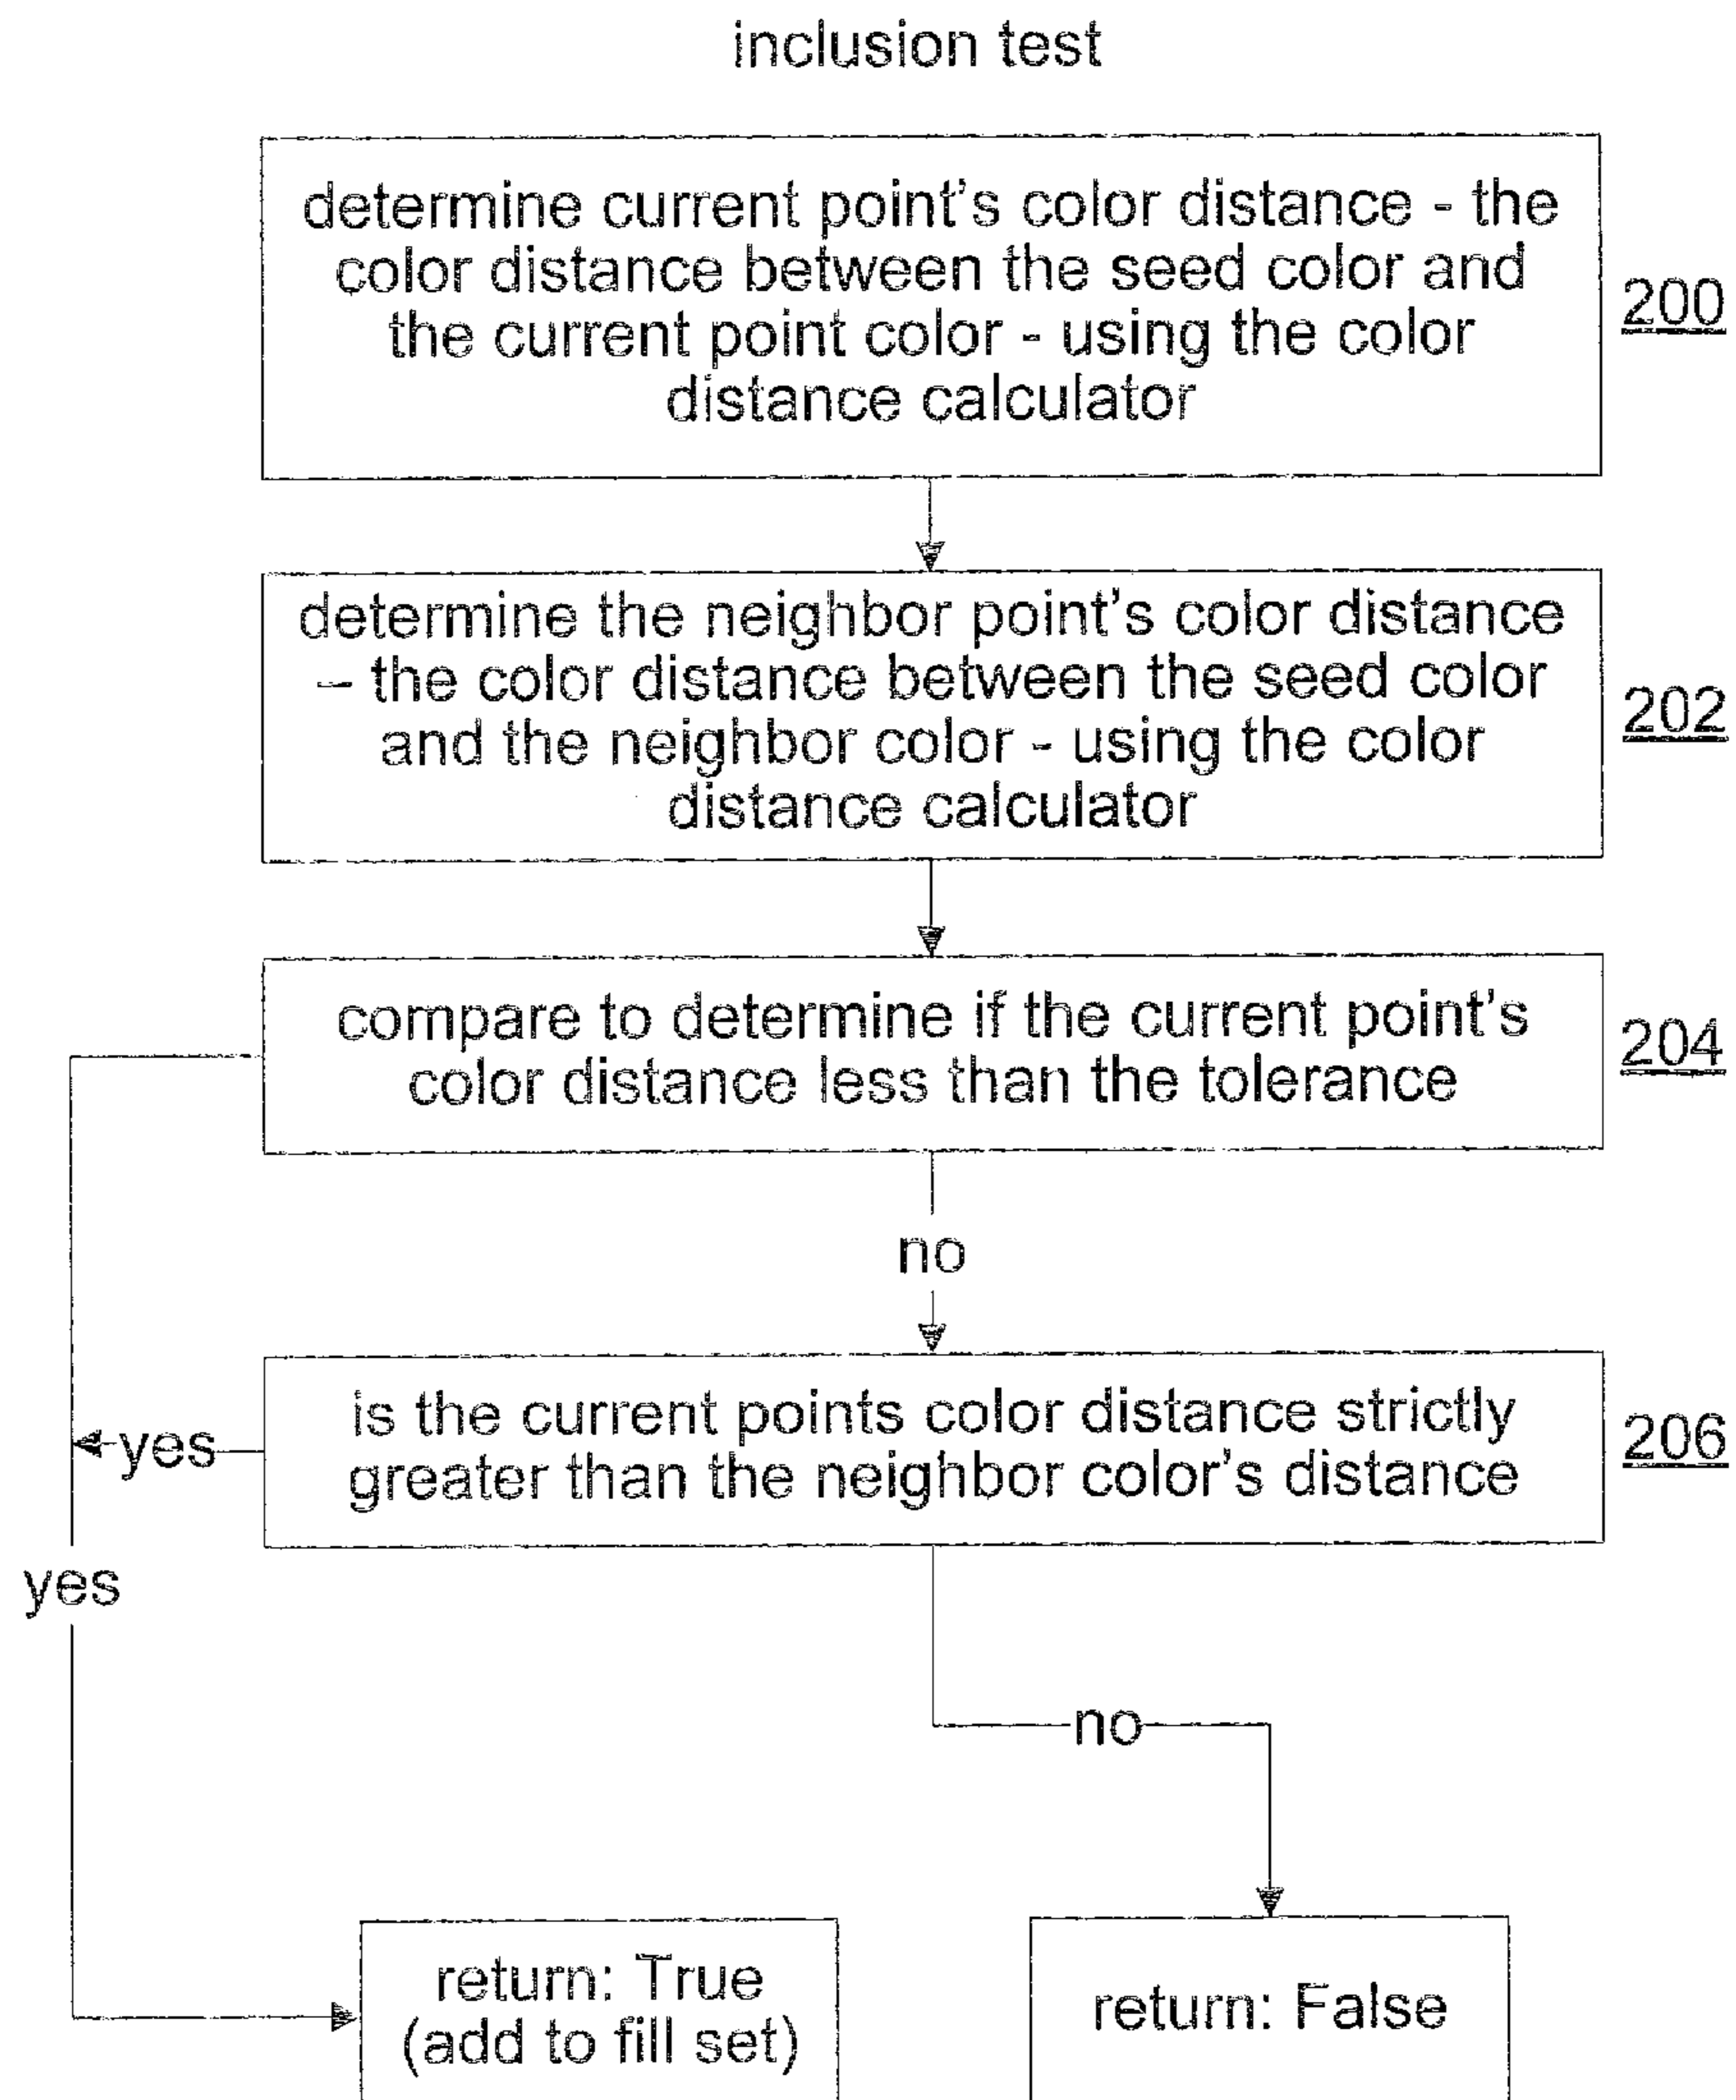 inclusion test
determine current point's color distance - the
color distance between the seed color and
the current point color - using the color
distance calculator
200
determine the neighbor point's color distance
– the color distance between the seed color
and the neighbor color - using the color
distance calculator
202
compare to determine if the current point's
color distance less than the tolerance
204
no
is the current points color distance strictly
greater than the neighbor color's distance
206
yes
yes
no
return: True
(add to fill set)
return: False